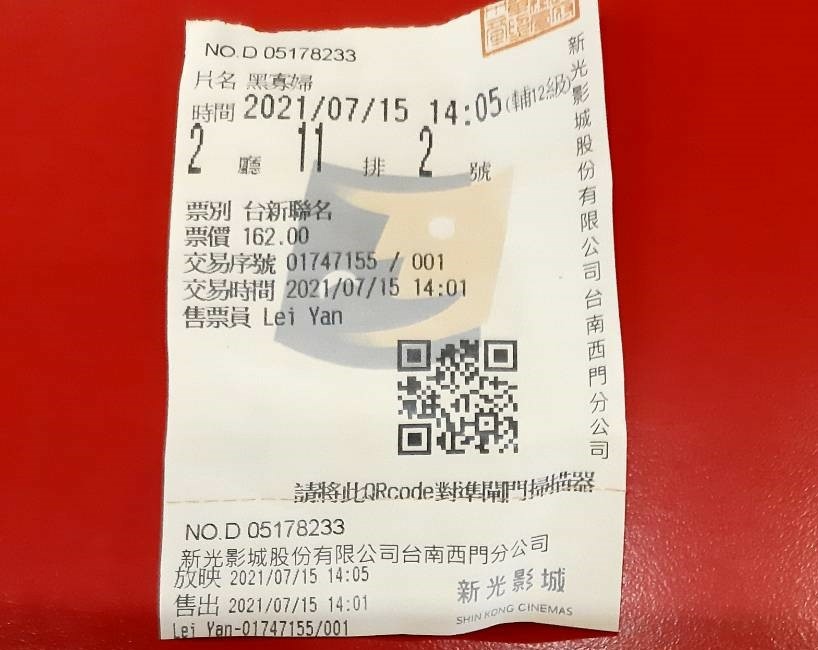 NO.D 05178233
片名 黑寡婦
時間 2021/07/15 14:05(輔12級)
2 廳 11 排 2 號
票別 台新聯名
票價 162.00
交易序號 01747155 / 001
交易時間 2021/07/15 14:01
售票員 Lei Yan
請將此QRcode對準閘門掃描器
新光影城股份有限公司台南西門分公司
NO.D 05178233
新光影城股份有限公司台南西門分公司
放映 2021/07/15 14:05
售出 2021/07/15 14:01
Lei Yan-01747155/001
新光影城
SHIN KONG CINEMAS